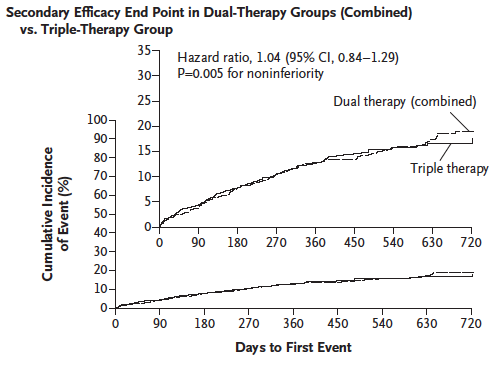 Secondary Efficacy End Point in Dual-Therapy Groups (Combined)
vs. Triple-Therapy Group
Hazard ratio, 1.04 (95% CI, 0.84–1.29)
P=0.005 for noninferiority
Dual therapy (combined)
Triple therapy
35
30
25
20
15
10
5
0
0 90 180 270 360 450 540 630 720
Cumulative Incidence
of Event (%)
100
90
80
70
60
50
40
30
20
10
0
0 90 180 270 360 450 540 630 720
Days to First Event